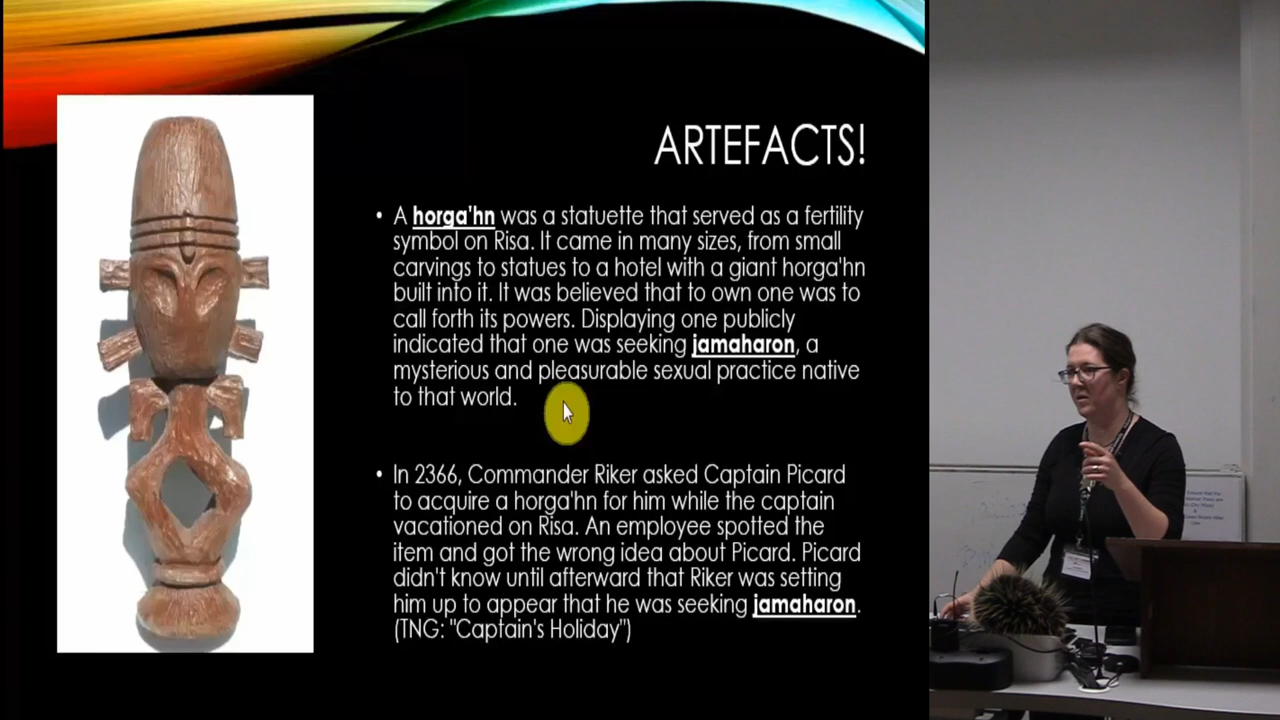 ARTEFACTS!
• A horga'hn was a statuette that served as a fertility
symbol on Risa. It came in many sizes, from small
carvings to statues to a hotel with a giant horga'hn
built into it. It was believed that to own one was to
call forth its powers. Displaying one publicly
indicated that one was seeking jamaharon, a
mysterious and pleasurable sexual practice native
to that world.
• In 2366, Commander Riker asked Captain Picard
to acquire a horga'hn for him while the captain
vacationed on Risa. An employee spotted the
item and got the wrong idea about Picard. Picard
didn't know until afterward that Riker was setting
him up to appear that he was seeking jamaharon.
(TNG: "Captain's Holiday")